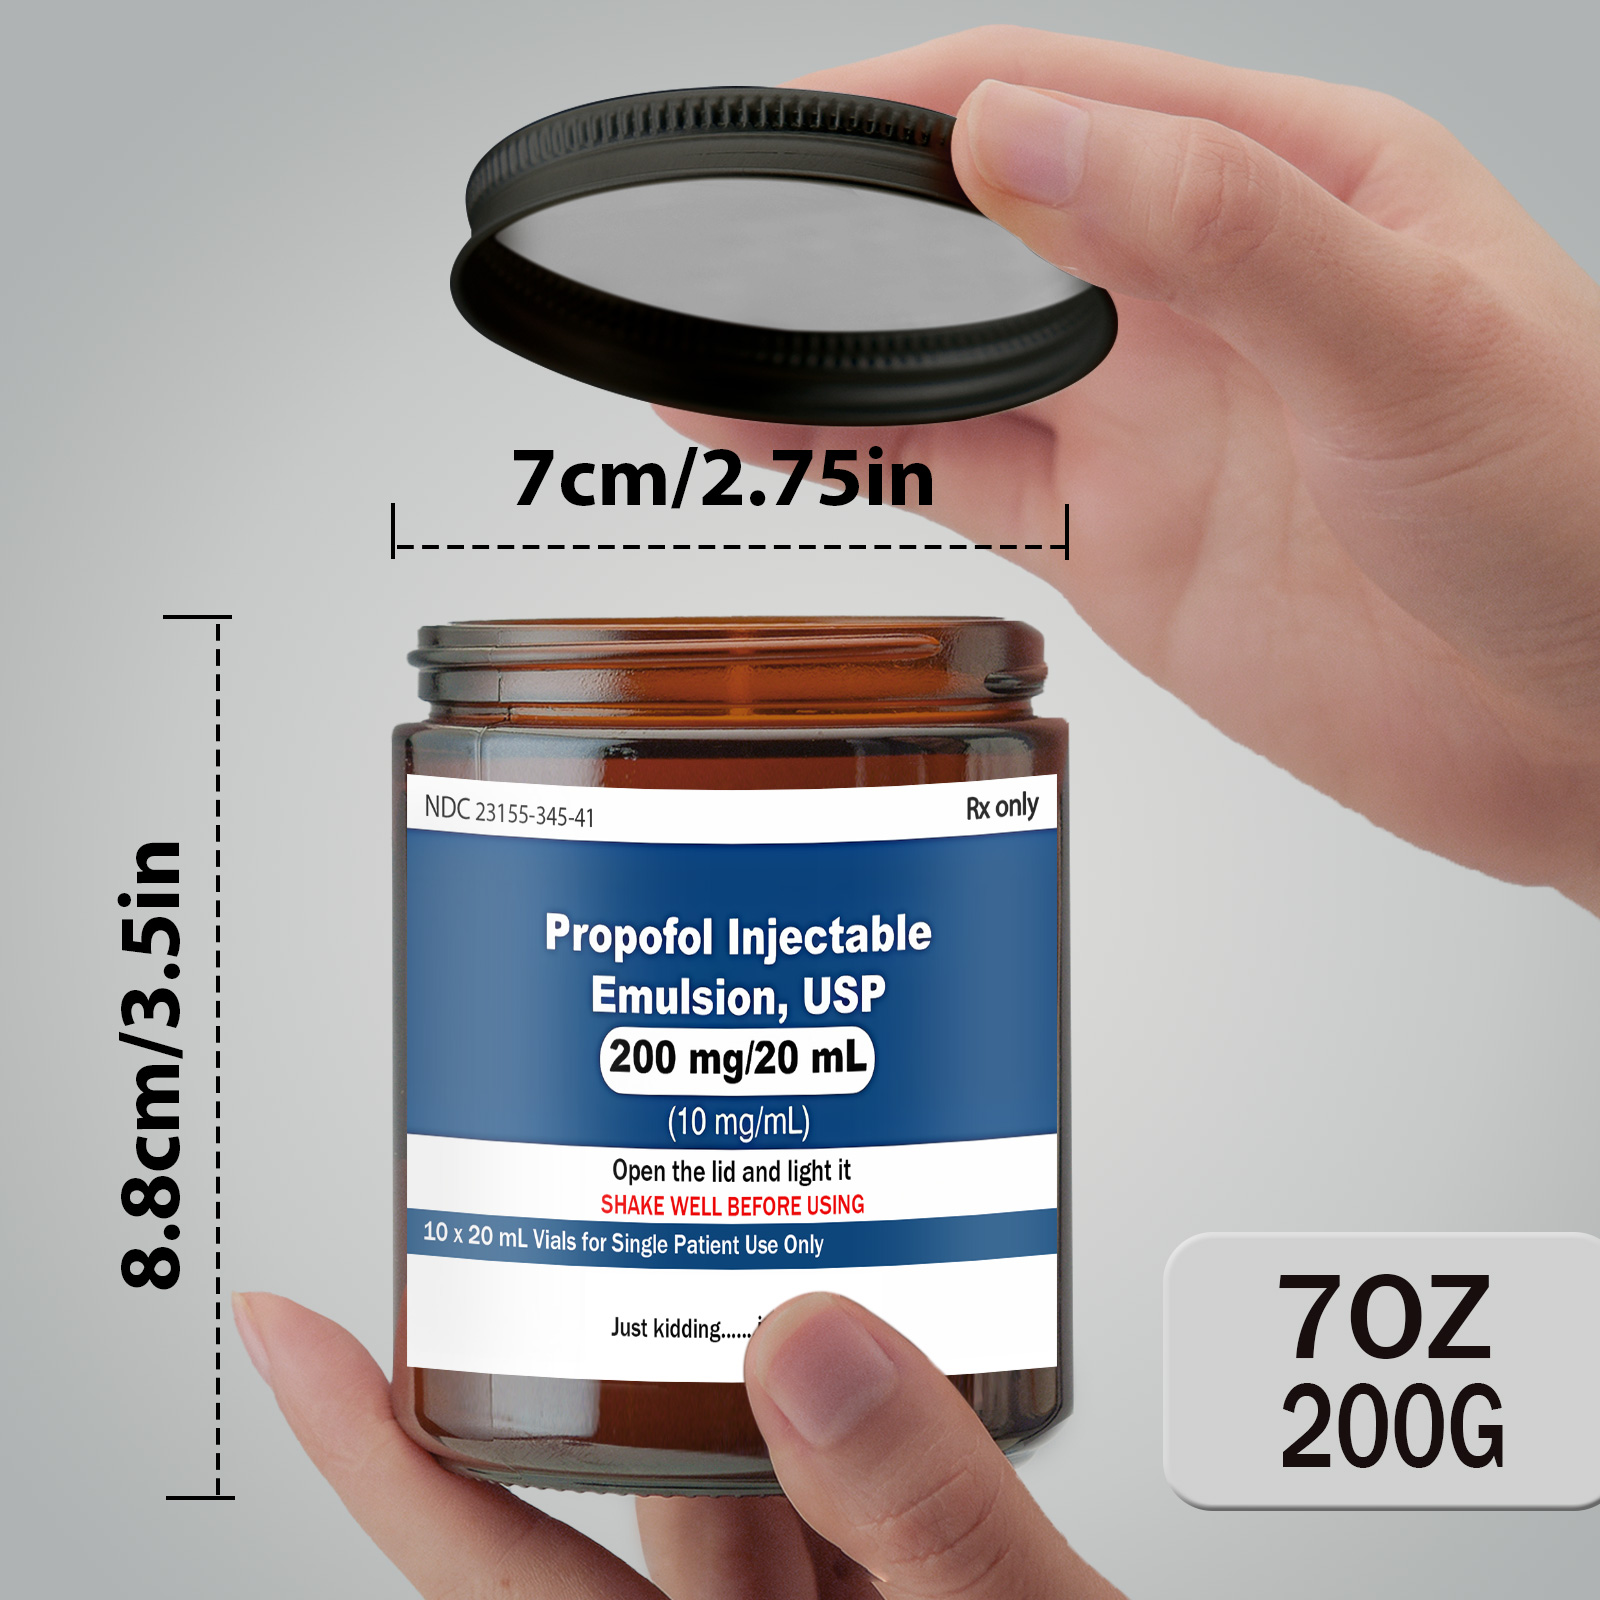 7cm/2.75in
8.8cm/3.5in
NDC 23155-345-41
Rx only
Propofol Injectable
Emulsion, USP
200 mg/20 mL
(10 mg/mL)
Open the lid and light it
SHAKE WELL BEFORE USING
10 x 20 mL Vials for Single Patient Use Only
Just kidding......
7OZ
200G